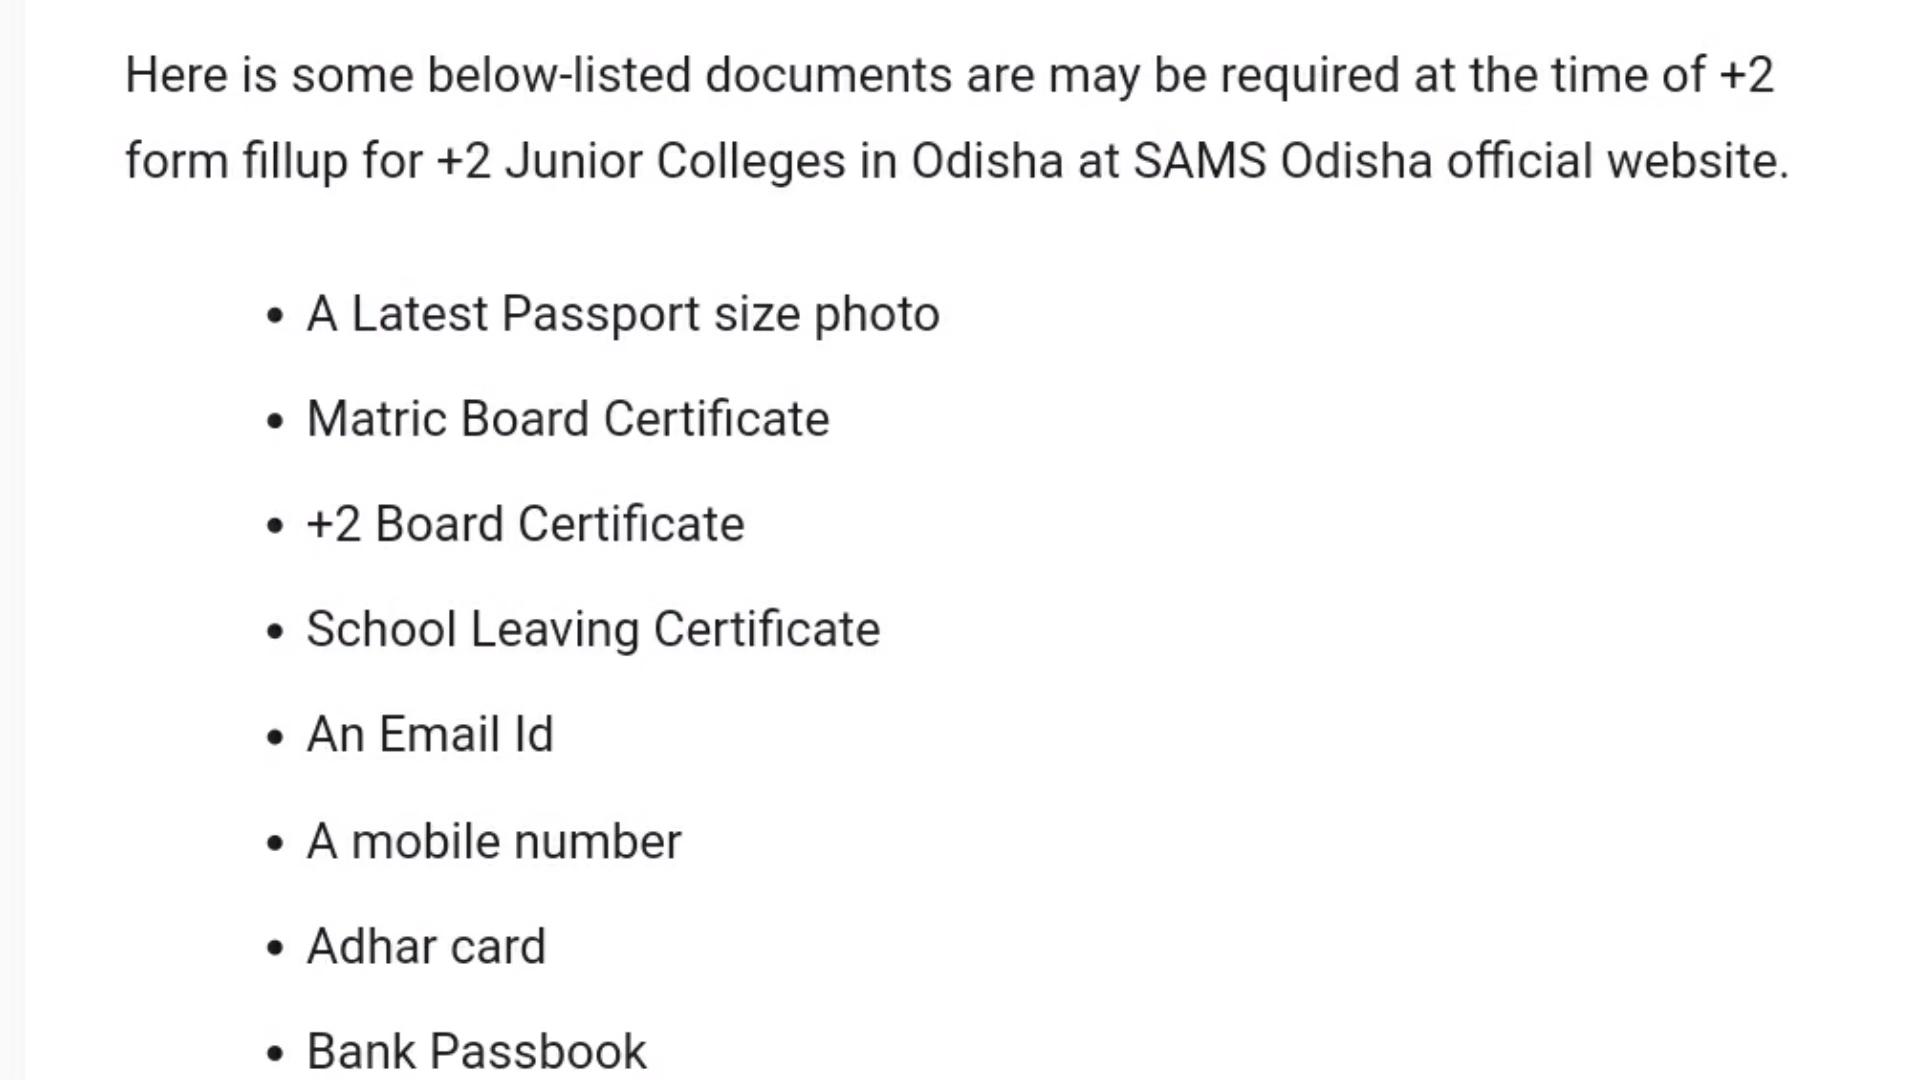 Here is some below-listed documents are may be required at the time of +2
form fillup for +2 Junior Colleges in Odisha at SAMS Odisha official website.
• A Latest Passport size photo
• Matric Board Certificate
• +2 Board Certificate
• School Leaving Certificate
• An Email Id
• A mobile number
• Adhar card
• Bank Passbook